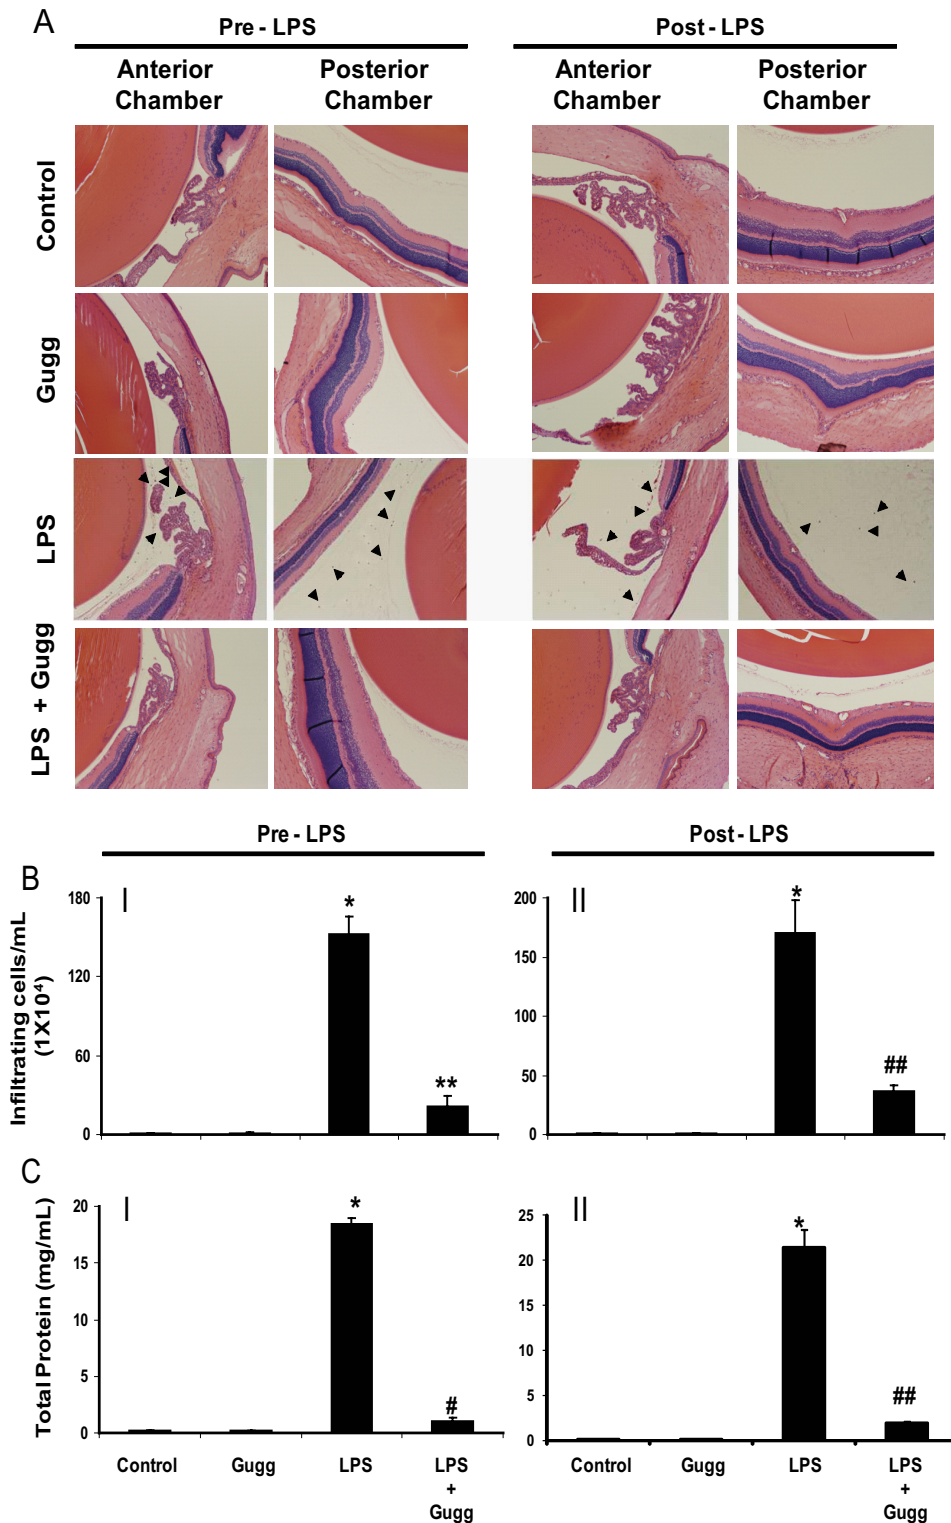 A
Pre - LPS
Post - LPS
Anterior Chamber
Posterior Chamber
Anterior Chamber
Posterior Chamber
Control
Gugg
LPS
LPS + Gugg
Pre - LPS
Post - LPS
B
I
II
Infiltrating cells/mL
(1X10⁴)
180
120
60
0
*
**
200
150
100
50
0
*
##
C
I
II
Total Protein (mg/mL)
20
15
10
5
0
*
#
25
20
15
10
5
0
*
##
Control
Gugg
LPS
LPS + Gugg
Control
Gugg
LPS
LPS + Gugg